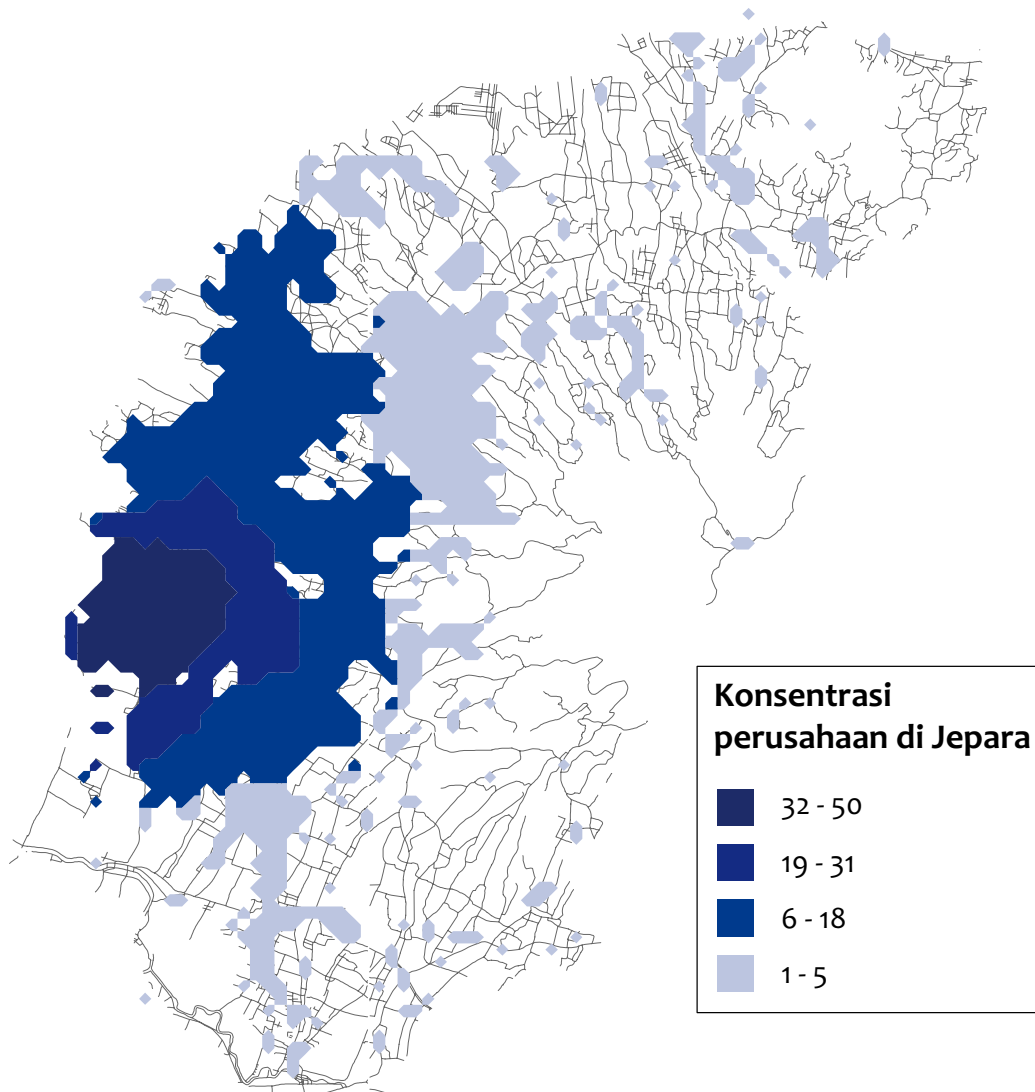 Konsentrasi
perusahaan di Jepara
32 - 50
19 - 31
6 - 18
1 - 5